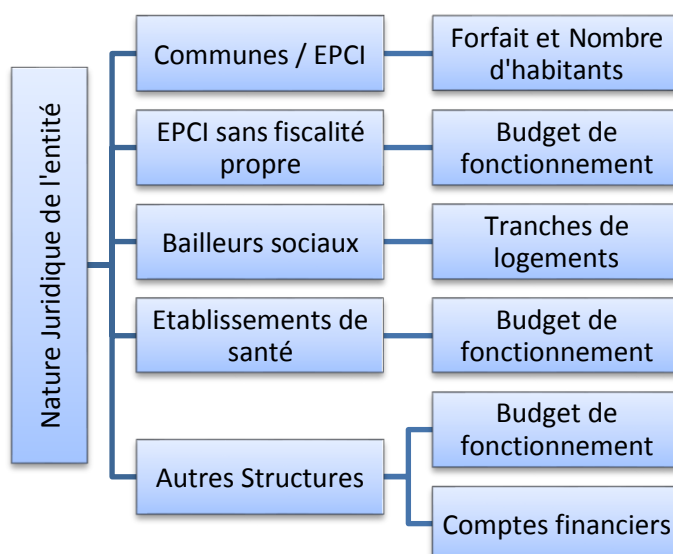 Nature Juridique de l'entité
Communes / EPCI
Forfait et Nombre
d'habitants
EPCI sans fiscalité
propre
Budget de
fonctionnement
Bailleurs sociaux
Tranches de
logements
Etablissements de
santé
Budget de
fonctionnement
Autres Structures
Budget de
fonctionnement
Comptes financiers